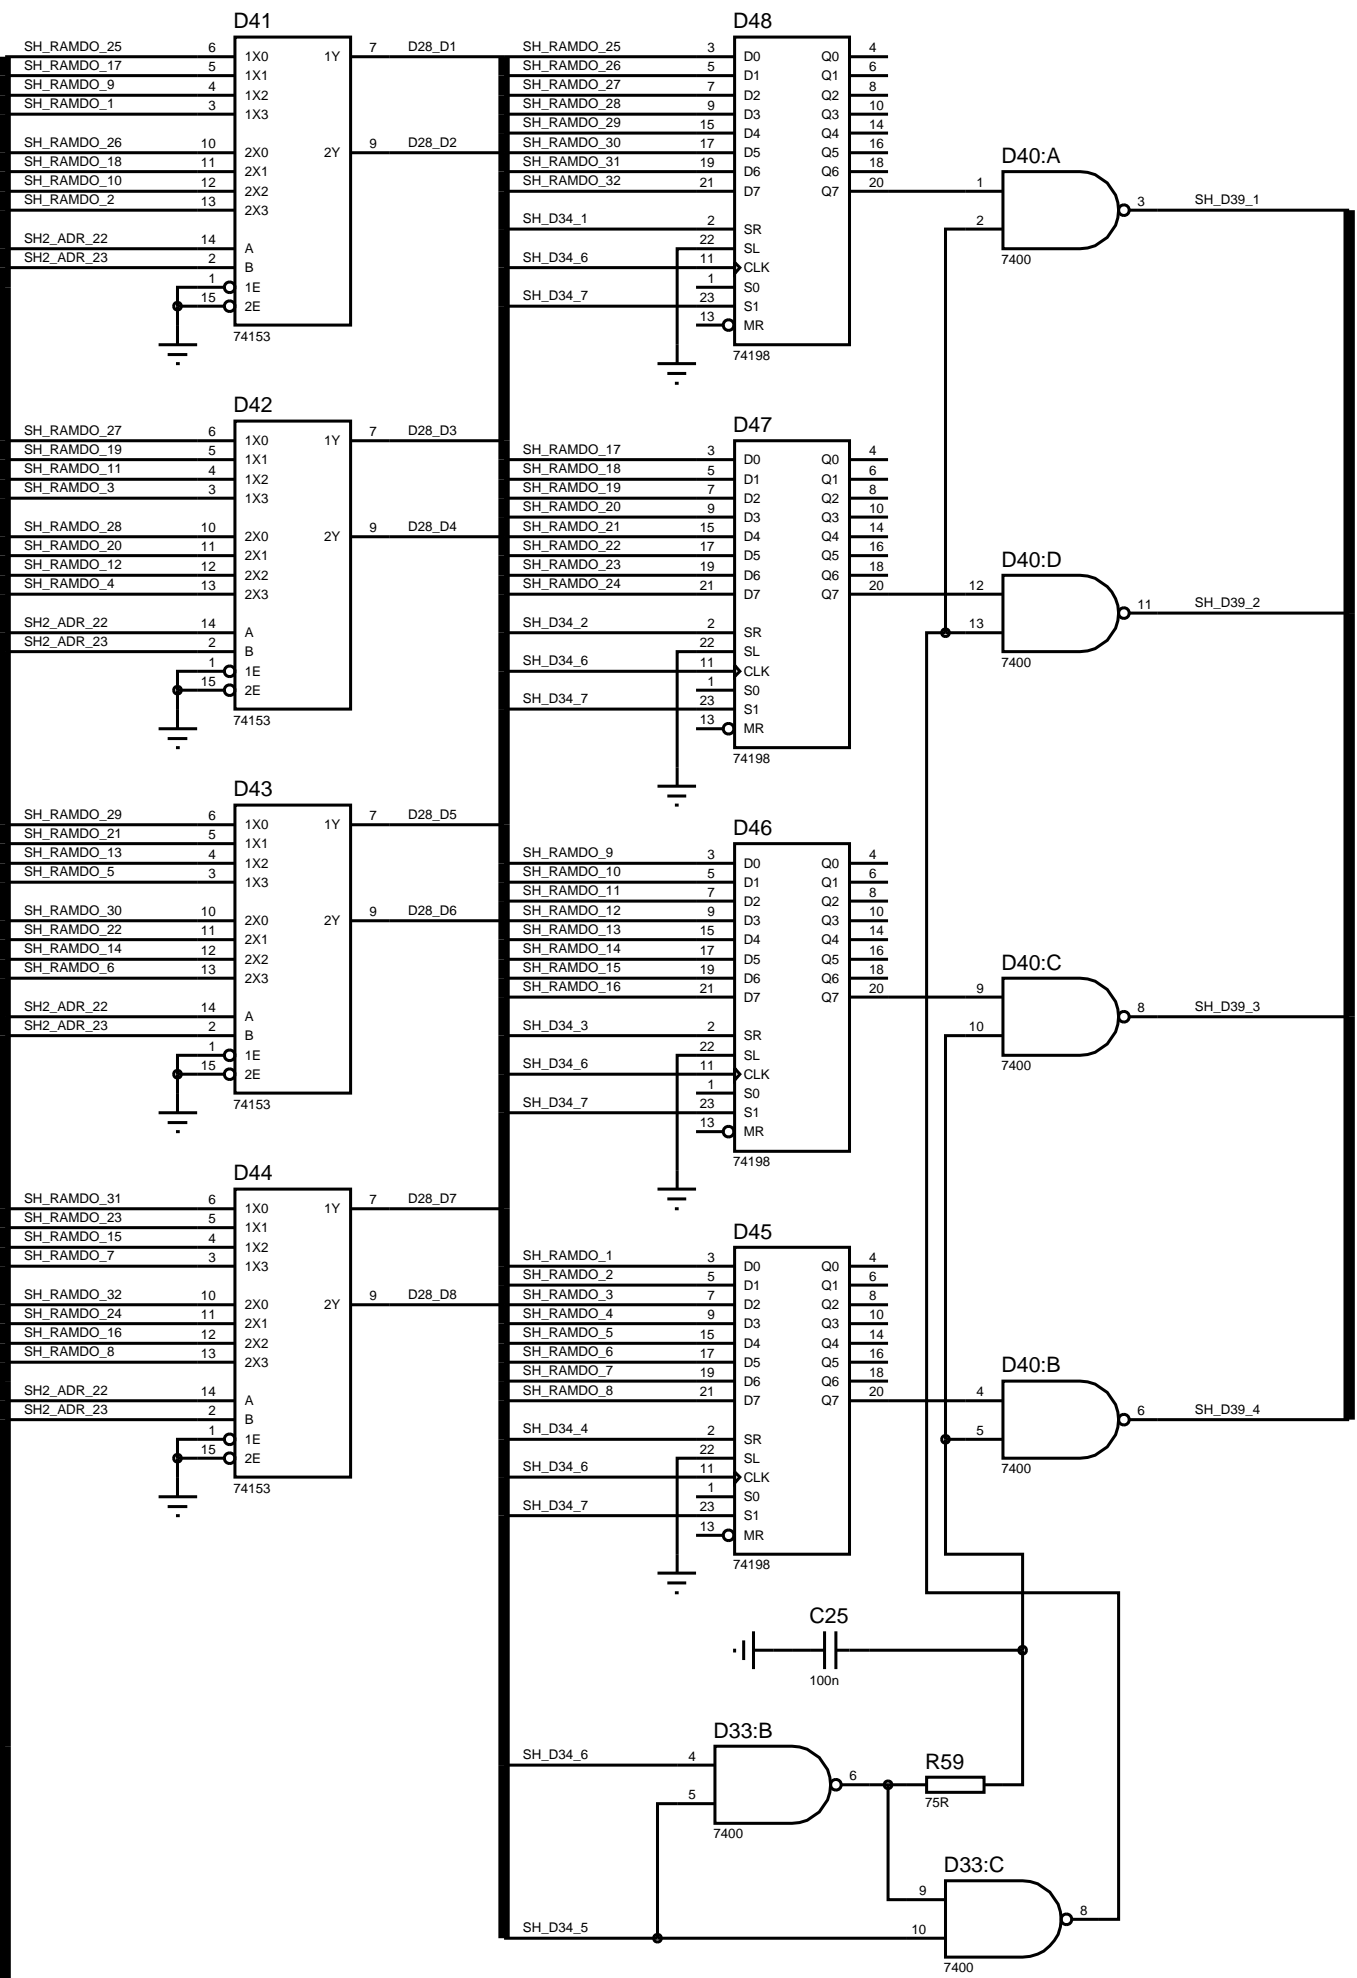 D41
SH_RAMDO_25 6 1X0 1Y 7 D28_D1
SH_RAMDO_17 5 1X1
SH_RAMDO_9 4 1X2
SH_RAMDO_1 3 1X3
SH_RAMDO_26 10 2X0 2Y 9 D28_D2
SH_RAMDO_18 11 2X1
SH_RAMDO_10 12 2X2
SH_RAMDO_2 13 2X3
SH2_ADR_22 14 A
SH2_ADR_23 2 B
1 1E
15 2E
74153
D42
SH_RAMDO_27 6 1X0 1Y 7 D28_D3
SH_RAMDO_19 5 1X1
SH_RAMDO_11 4 1X2
SH_RAMDO_3 3 1X3
SH_RAMDO_28 10 2X0 2Y 9 D28_D4
SH_RAMDO_20 11 2X1
SH_RAMDO_12 12 2X2
SH_RAMDO_4 13 2X3
SH2_ADR_22 14 A
SH2_ADR_23 2 B
1 1E
15 2E
74153
D43
SH_RAMDO_29 6 1X0 1Y 7 D28_D5
SH_RAMDO_21 5 1X1
SH_RAMDO_13 4 1X2
SH_RAMDO_5 3 1X3
SH_RAMDO_30 10 2X0 2Y 9 D28_D6
SH_RAMDO_22 11 2X1
SH_RAMDO_14 12 2X2
SH_RAMDO_6 13 2X3
SH2_ADR_22 14 A
SH2_ADR_23 2 B
1 1E
15 2E
74153
D44
SH_RAMDO_31 6 1X0 1Y 7 D28_D7
SH_RAMDO_23 5 1X1
SH_RAMDO_15 4 1X2
SH_RAMDO_7 3 1X3
SH_RAMDO_32 10 2X0 2Y 9 D28_D8
SH_RAMDO_24 11 2X1
SH_RAMDO_16 12 2X2
SH_RAMDO_8 13 2X3
SH2_ADR_22 14 A
SH2_ADR_23 2 B
1 1E
15 2E
74153
D48
SH_RAMDO_25 3 D0 Q0 4
SH_RAMDO_26 5 D1 Q1 6
SH_RAMDO_27 7 D2 Q2 8
SH_RAMDO_28 9 D3 Q3 10
SH_RAMDO_29 15 D4 Q4 14
SH_RAMDO_30 17 D5 Q5 16
SH_RAMDO_31 19 D6 Q6 18
SH_RAMDO_32 21 D7 Q7 20
SH_D34_1 2 SR
22 SL
SH_D34_6 11 CLK
1 S0
SH_D34_7 23 S1
13 MR
74198
D47
SH_RAMDO_17 3 D0 Q0 4
SH_RAMDO_18 5 D1 Q1 6
SH_RAMDO_19 7 D2 Q2 8
SH_RAMDO_20 9 D3 Q3 10
SH_RAMDO_21 15 D4 Q4 14
SH_RAMDO_22 17 D5 Q5 16
SH_RAMDO_23 19 D6 Q6 18
SH_RAMDO_24 21 D7 Q7 20
SH_D34_2 2 SR
22 SL
SH_D34_6 11 CLK
1 S0
SH_D34_7 23 S1
13 MR
74198
D46
SH_RAMDO_9 3 D0 Q0 4
SH_RAMDO_10 5 D1 Q1 6
SH_RAMDO_11 7 D2 Q2 8
SH_RAMDO_12 9 D3 Q3 10
SH_RAMDO_13 15 D4 Q4 14
SH_RAMDO_14 17 D5 Q5 16
SH_RAMDO_15 19 D6 Q6 18
SH_RAMDO_16 21 D7 Q7 20
SH_D34_3 2 SR
22 SL
SH_D34_6 11 CLK
1 S0
SH_D34_7 23 S1
13 MR
74198
D45
SH_RAMDO_1 3 D0 Q0 4
SH_RAMDO_2 5 D1 Q1 6
SH_RAMDO_3 7 D2 Q2 8
SH_RAMDO_4 9 D3 Q3 10
SH_RAMDO_5 15 D4 Q4 14
SH_RAMDO_6 17 D5 Q5 16
SH_RAMDO_7 19 D6 Q6 18
SH_RAMDO_8 21 D7 Q7 20
SH_D34_4 2 SR
22 SL
SH_D34_6 11 CLK
1 S0
SH_D34_7 23 S1
13 MR
74198
D40:A
1 3 SH_D39_1
2
7400
D40:D
12 11 SH_D39_2
13
7400
D40:C
9 8 SH_D39_3
10
7400
D40:B
4 6 SH_D39_4
5
7400
C25
100n
D33:B
SH_D34_6 4 6
5
7400
R59
75R
D33:C
9 8
SH_D34_5 10
7400